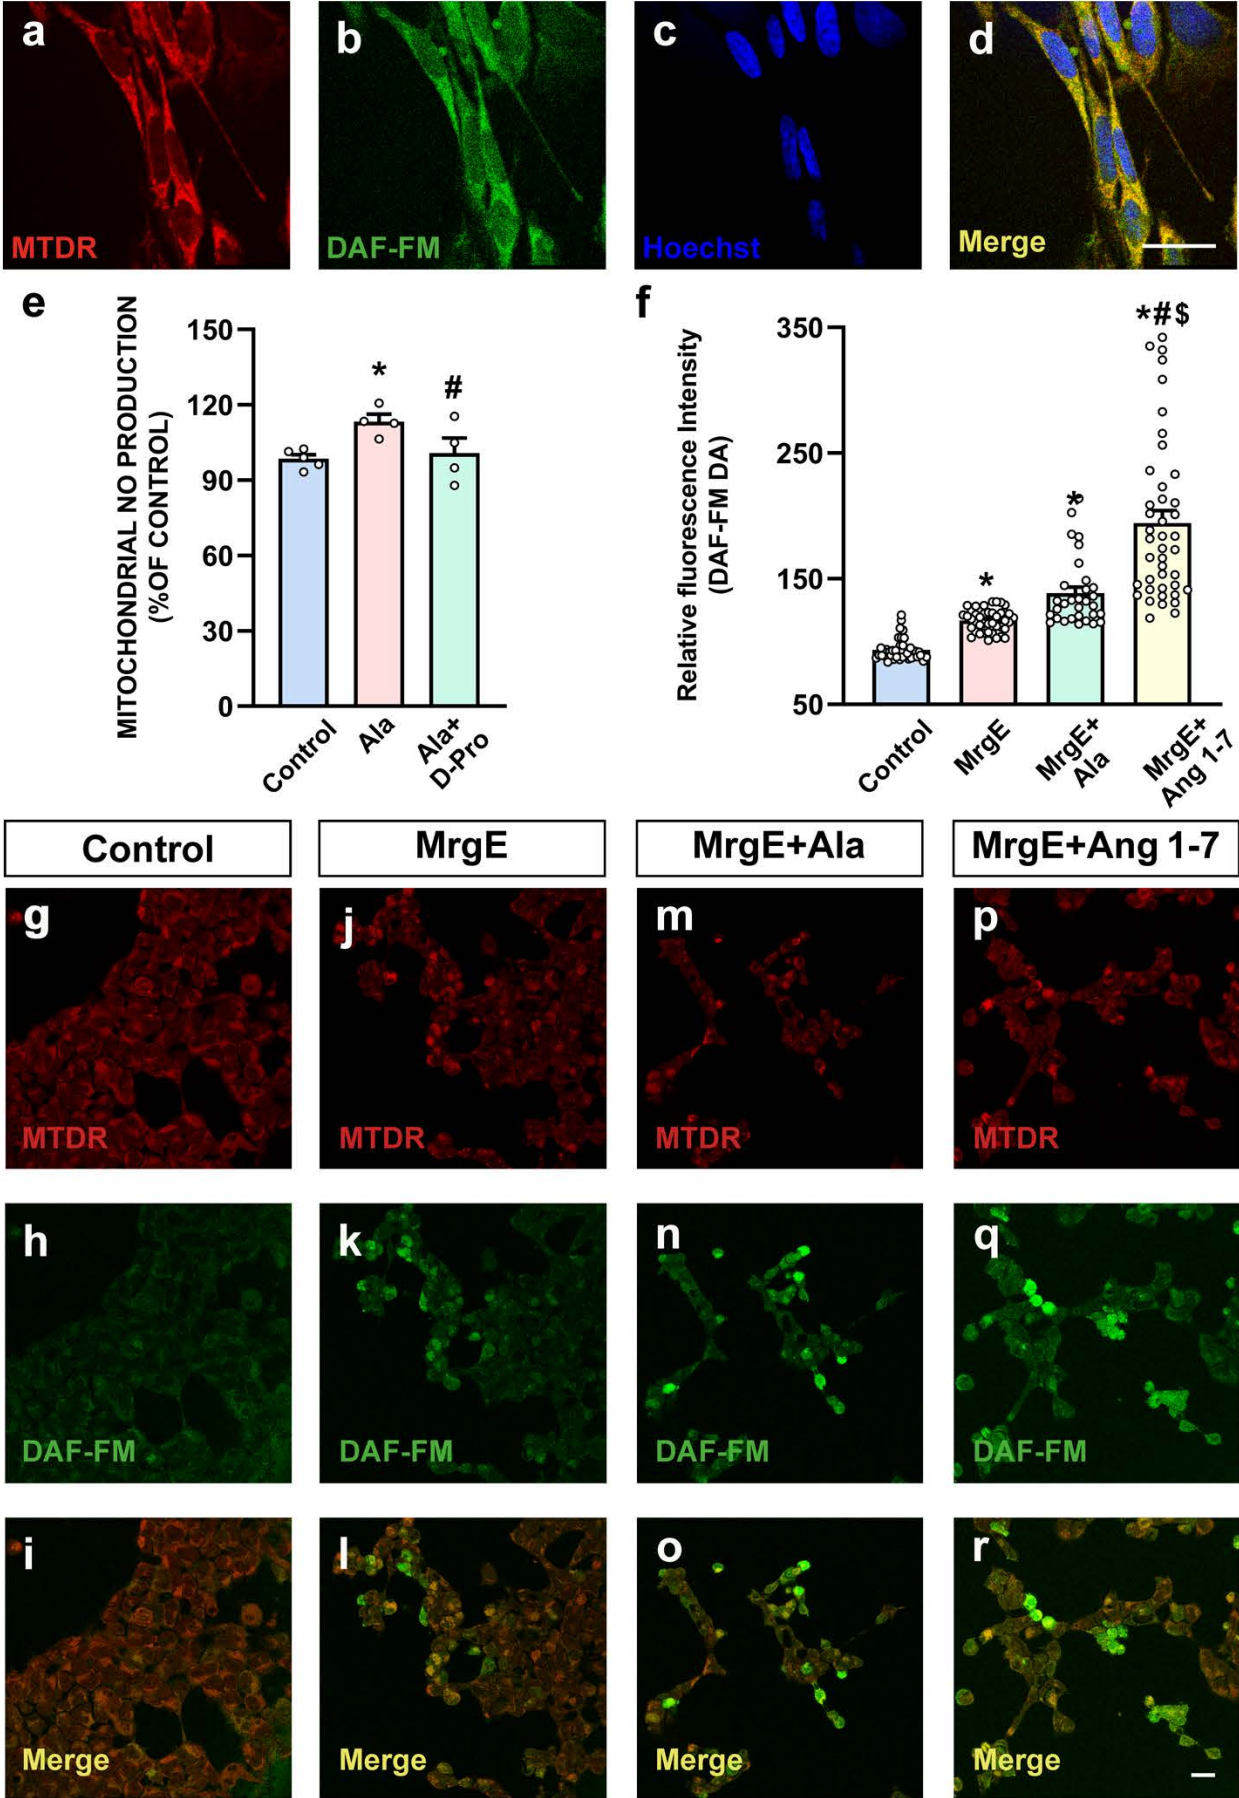 a
b
c
d
MTDR
DAF-FM
Hoechst
Merge
e
MITOCHONDRIAL NO PRODUCTION
(%OF CONTROL)
150
120
90
60
30
0
*
#
Control
Ala
Ala+
D-Pro
f
Relative fluorescence Intensity
(DAF-FM DA)
350
250
150
50
*
*
*#$
Control
MrgE
MrgE+
Ala
MrgE+
Ang 1-7
Control
MrgE
MrgE+Ala
MrgE+Ang 1-7
g
j
m
p
MTDR
MTDR
MTDR
MTDR
h
k
n
q
DAF-FM
DAF-FM
DAF-FM
DAF-FM
i
l
o
r
Merge
Merge
Merge
Merge